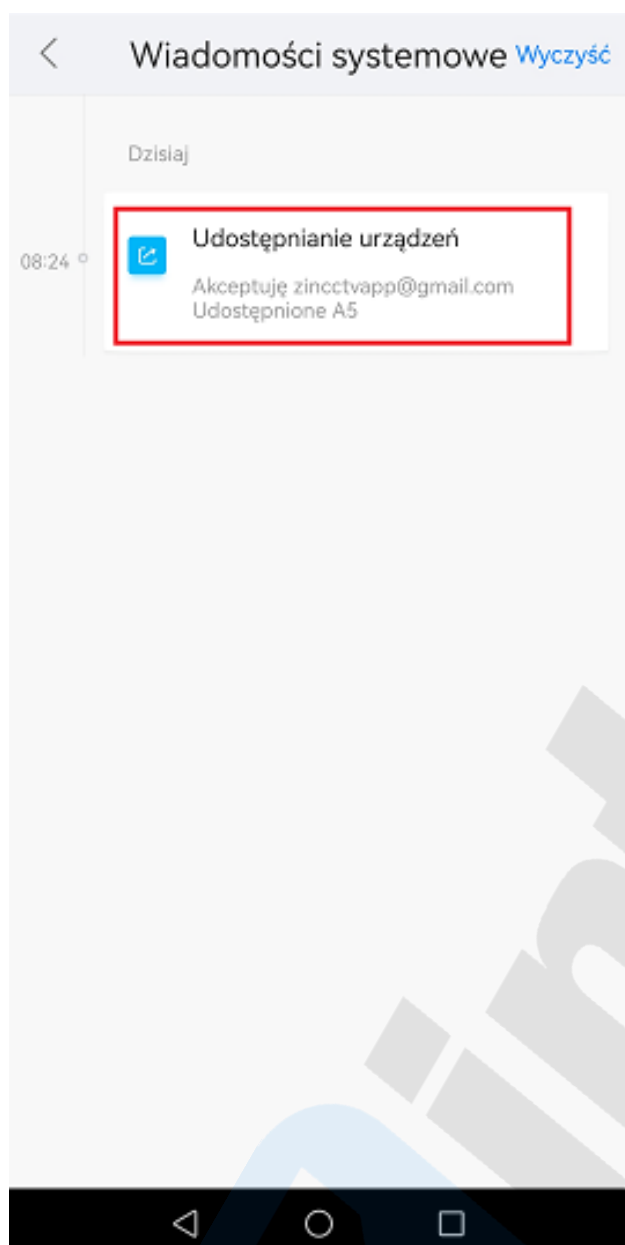 Wiadomości systemowe Wyczyść
Dzisiaj
08:24
Udostępnianie urządzeń
Akceptuję zincctvapp@gmail.com
Udostępnione A5